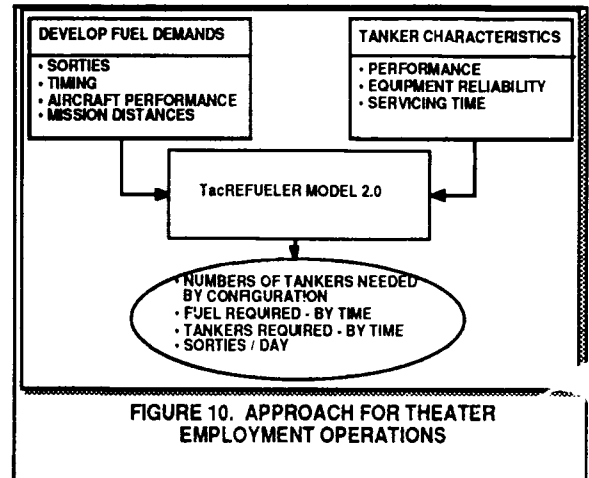 DEVELOP FUEL DEMANDS
• SORTIES
• TIMING
• AIRCRAFT PERFORMANCE
• MISSION DISTANCES
TANKER CHARACTERISTICS
• PERFORMANCE
• EQUIPMENT RELIABILITY
• SERVICING TIME
TacREFUELER MODEL 2.0
• NUMBERS OF TANKERS NEEDED
BY CONFIGURATION
• FUEL REQUIRED - BY TIME
• TANKERS REQUIRED - BY TIME
• SORTIES / DAY
FIGURE 10. APPROACH FOR THEATER
EMPLOYMENT OPERATIONS